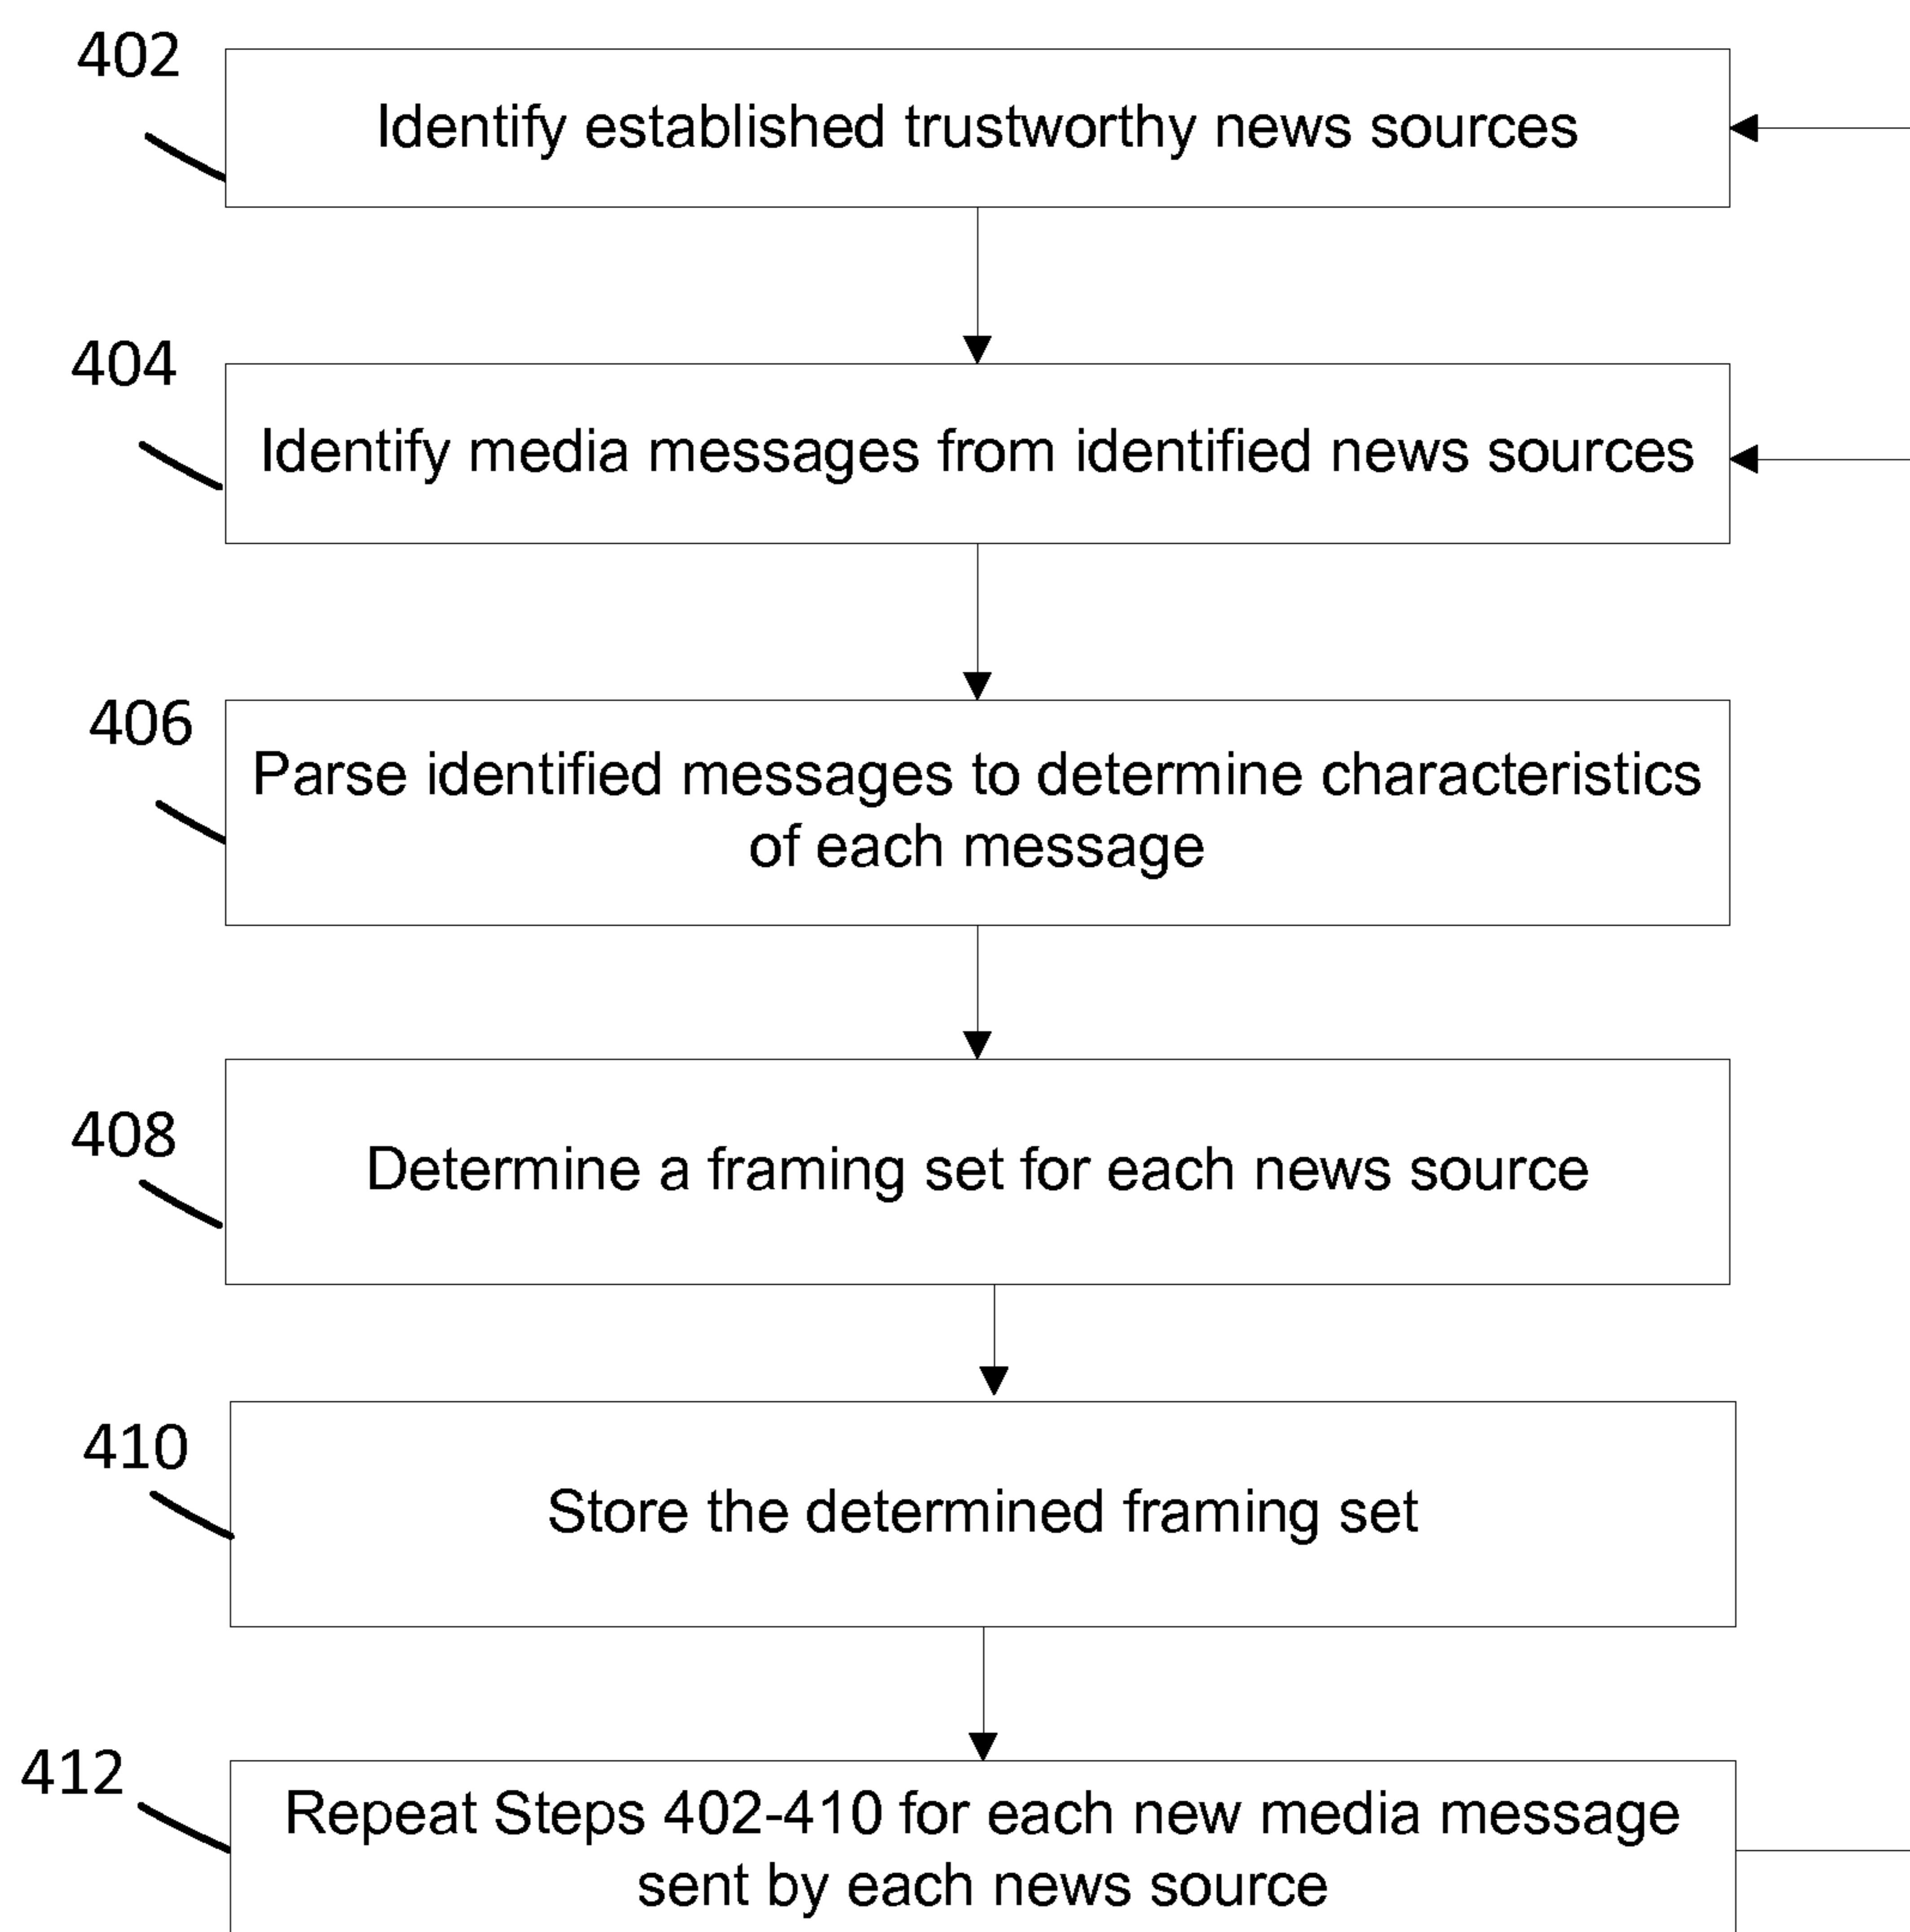 402
Identify established trustworthy news sources
404
Identify media messages from identified news sources
406
Parse identified messages to determine characteristics
of each message
408
Determine a framing set for each news source
410
Store the determined framing set
412
Repeat Steps 402-410 for each new media message
sent by each news source